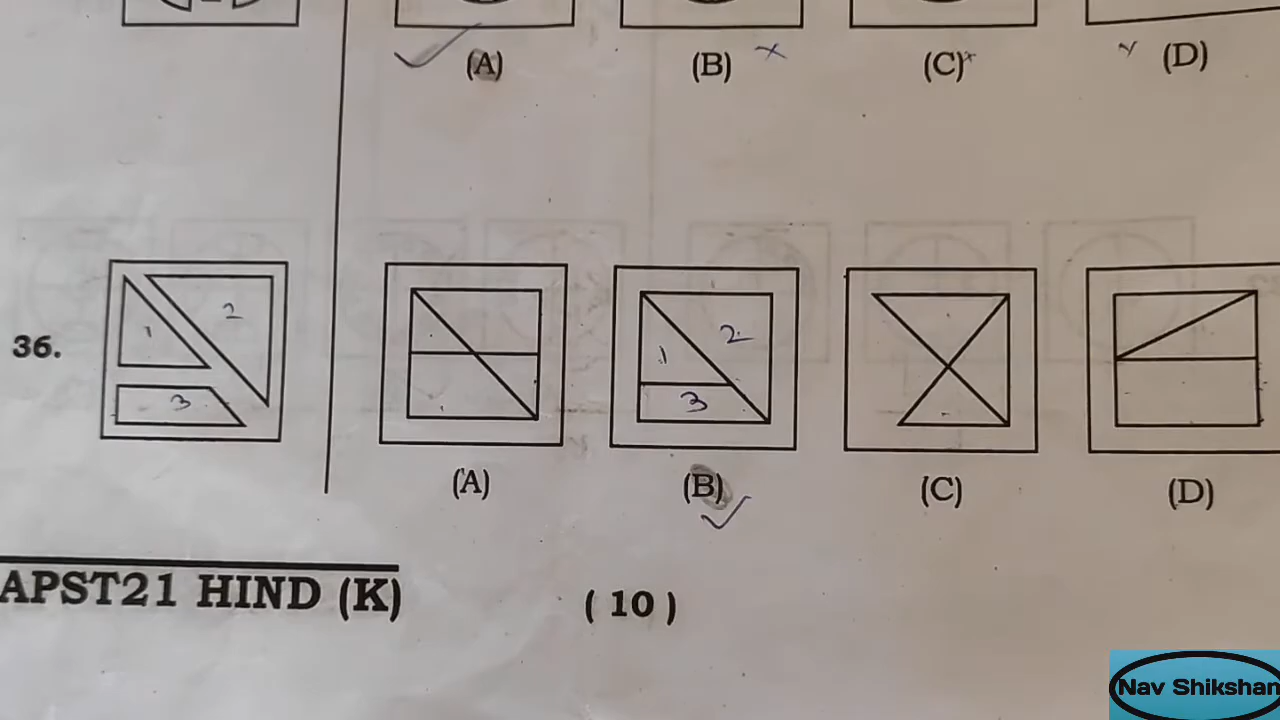 (A) (B) (C) (D)
36.
1 2 3
1 2 3
(A) (B) (C) (D)
APST21 HIND (K) ( 10 )
Nav Shikshan